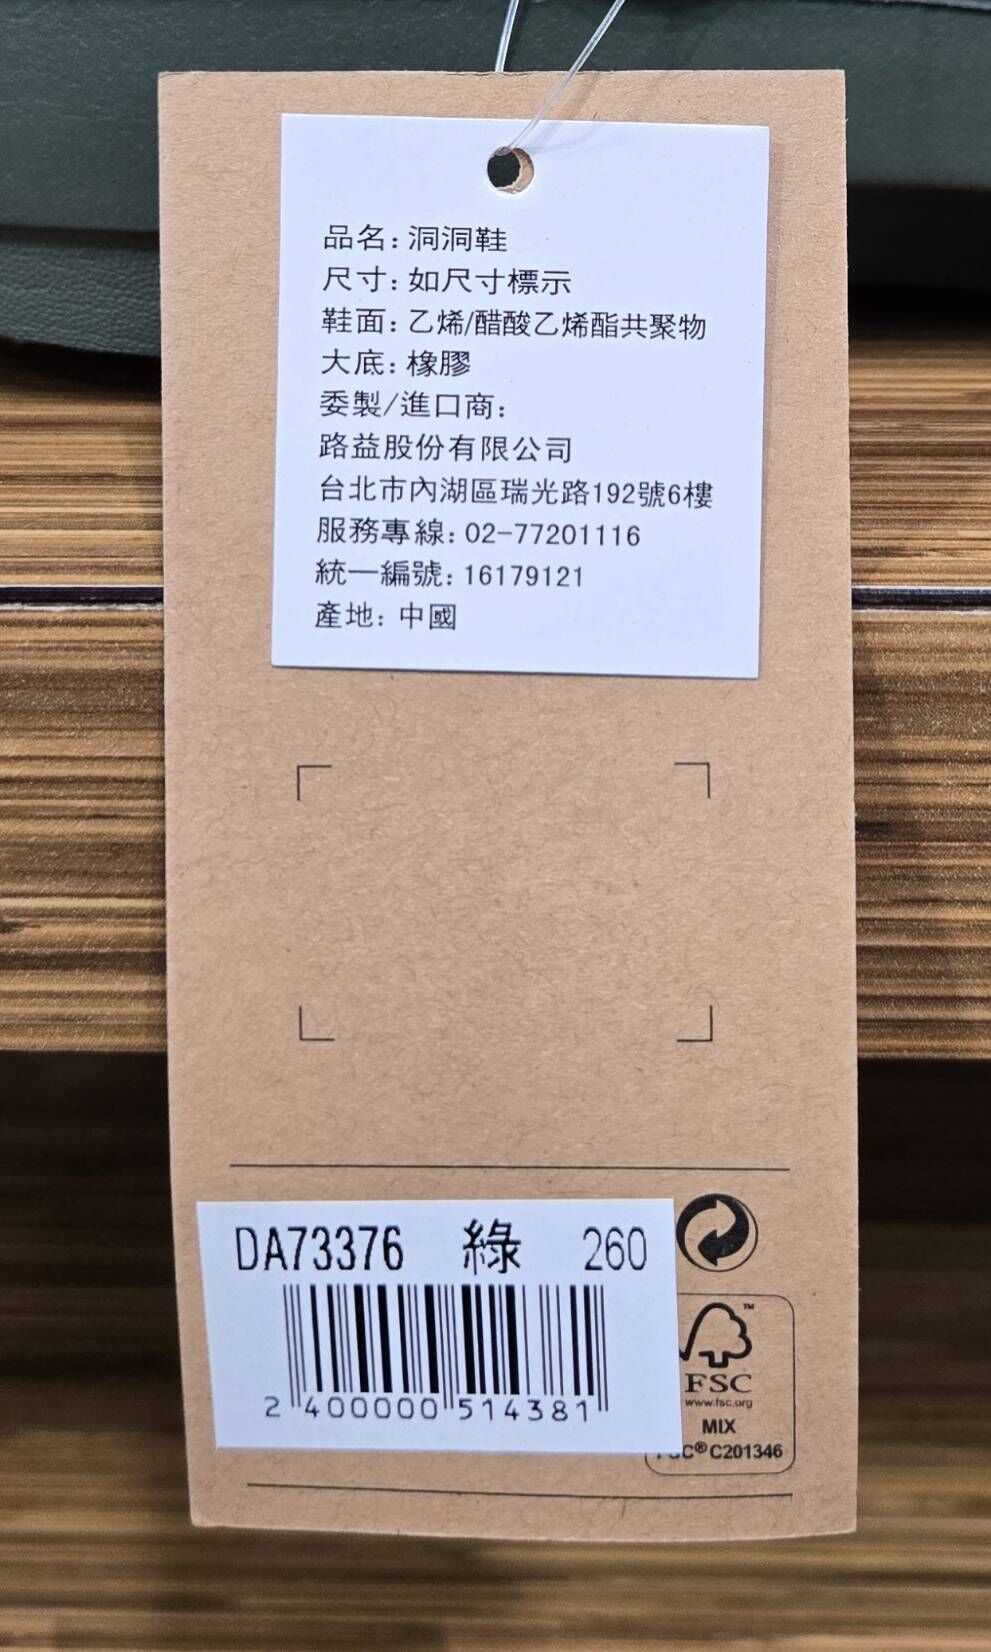 品名：洞洞鞋
尺寸：如尺寸標示
鞋面：乙烯/醋酸乙烯酯共聚物
大底：橡膠
委製/進口商：
路益股份有限公司
台北市內湖區瑞光路192號6樓
服務專線：02-77201116
統一編號：16179121
產地：中國
DA73376 綠 260
2 400000 514381
FSC
www.fsc.org
MIX
C® C201346